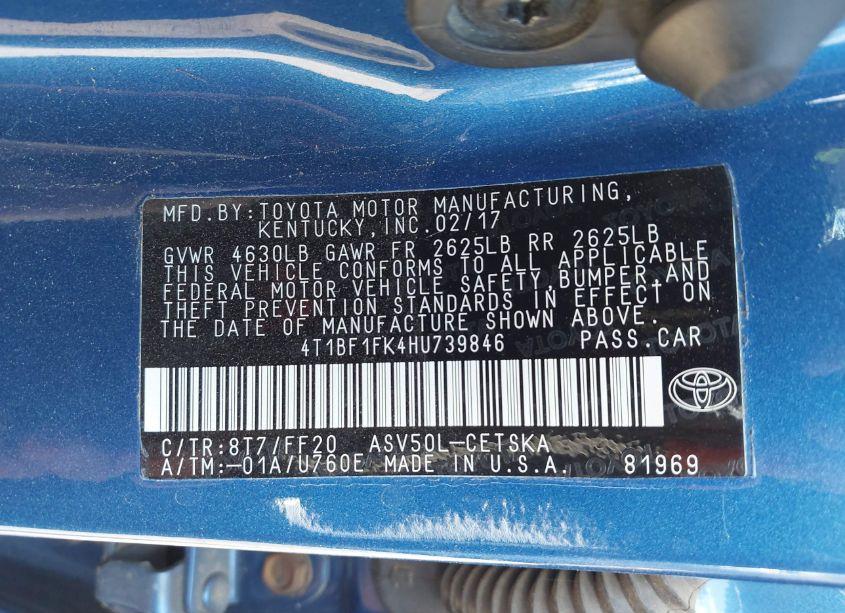 MFD.BY:TOYOTA MOTOR MANUFACTURING,
KENTUCKY,INC.02/17
GVWR 4630LB GAWR FR 2625LB RR 2625LB
THIS VEHICLE CONFORMS TO ALL APPLICABLE
FEDERAL MOTOR VEHICLE SAFETY,BUMPER,AND
THEFT PREVENTION STANDARDS IN EFFECT ON
THE DATE OF MANUFACTURE SHOWN ABOVE.
4T1BF1FK4HU739846 PASS.CAR
C/TR:8T7/FF20 ASV50L-CETSKA
A/TM:-01A/U760E MADE IN U.S.A. 81969